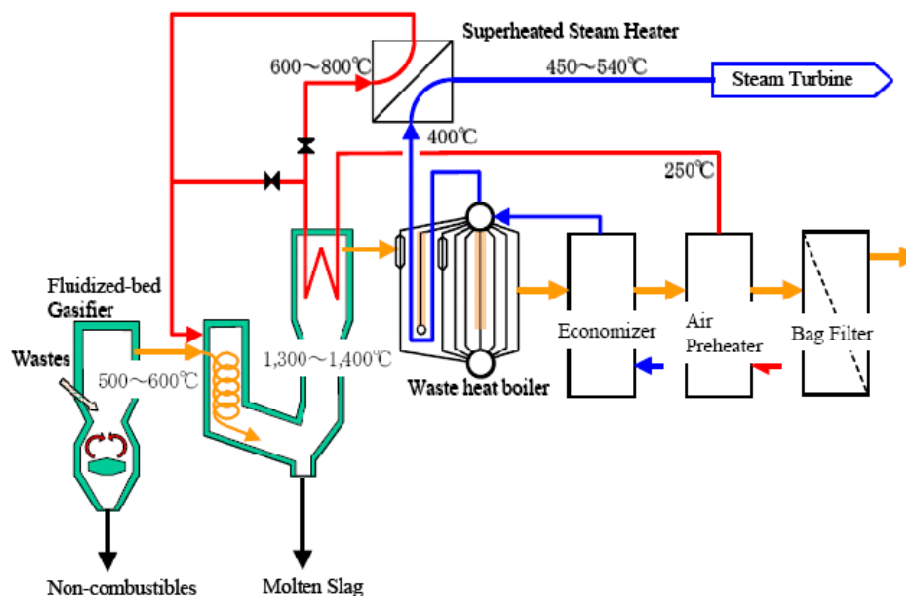 Superheated Steam Heater
600～800℃
450～540℃
Steam Turbine
400℃
250℃
Fluidized-bed
Gasifier
Wastes
500～600℃
1,300～1,400℃
Waste heat boiler
Economizer
Air
Preheater
Bag Filter
Non-combustibles
Molten Slag